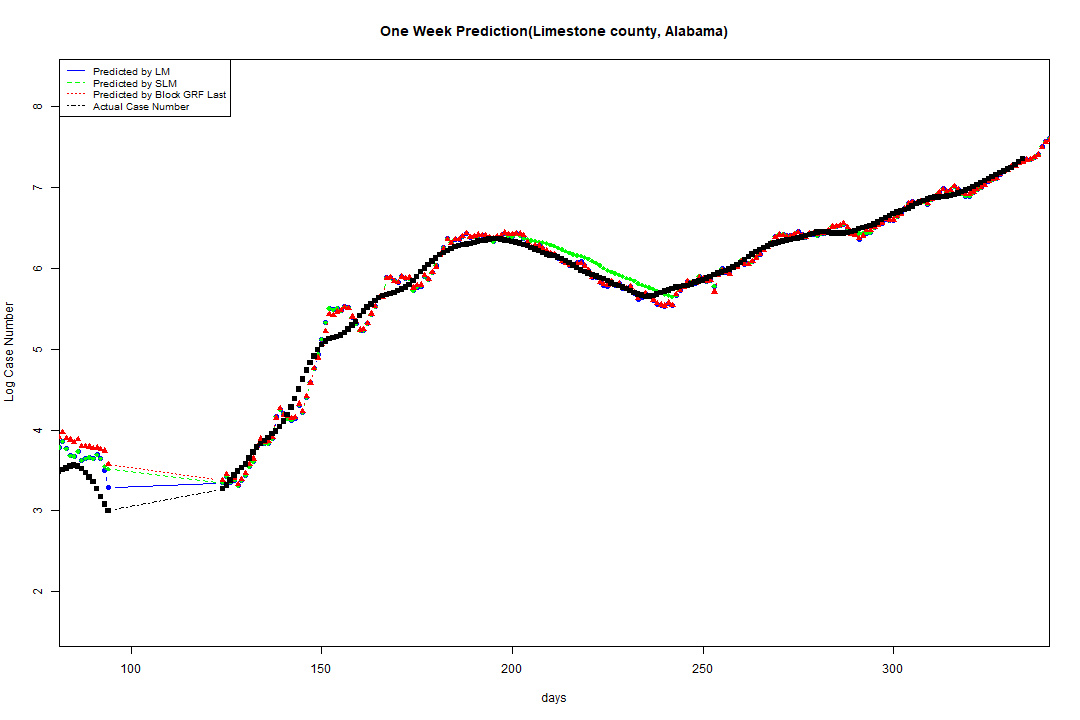 One Week Prediction(Limestone county, Alabama)
Predicted by LM
Predicted by SLM
Predicted by Block GRF Last
Actual Case Number
8
7
6
5
4
3
2
Log Case Number
100 150 200 250 300
days